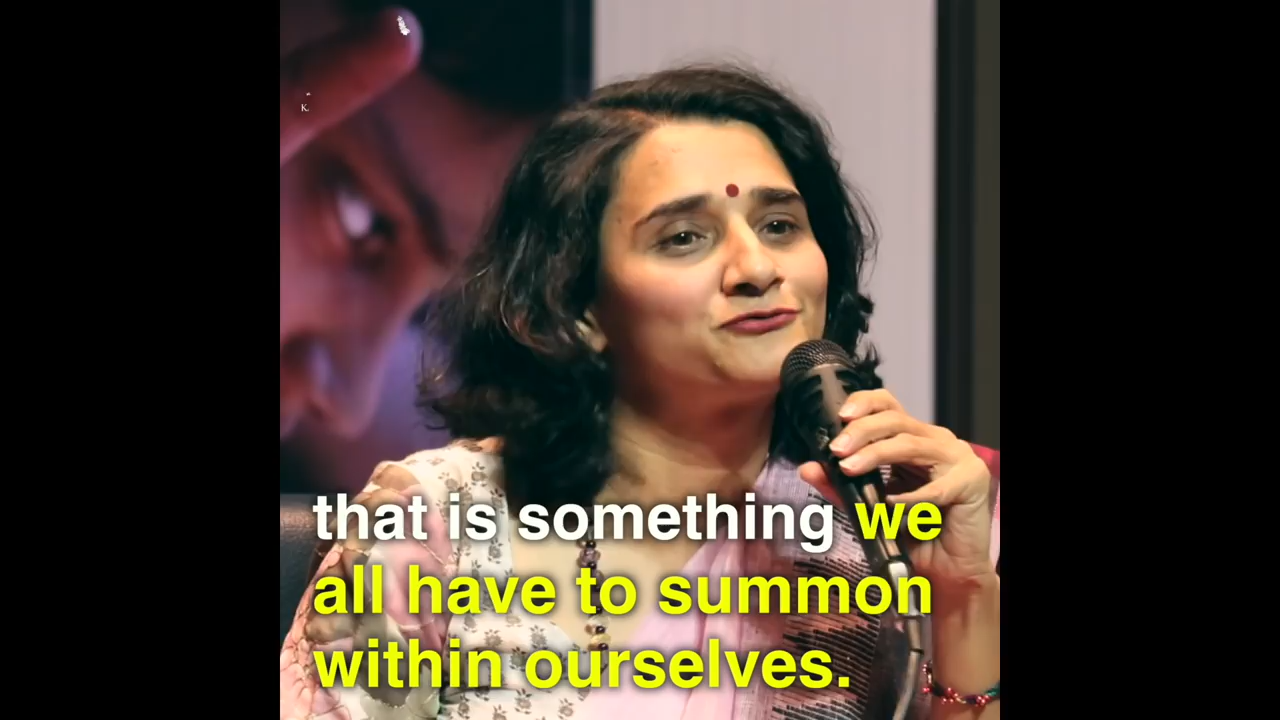 K.
that is something we
all have to summon
within ourselves.